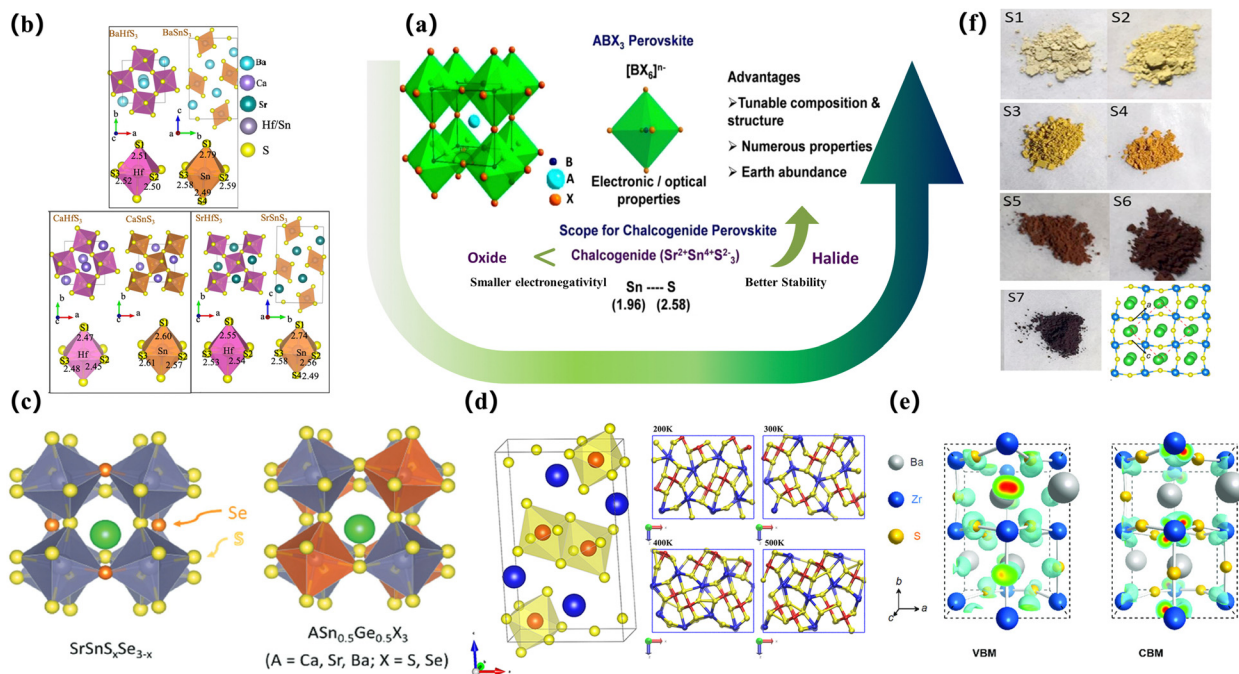 (b)
BaHfS3
BaSnS3
Ba
Ca
Sr
Hf/Sn
S
b
c
a
c
a
b
S1
2.51
Hf
S3
S2
2.52
2.50
S1
2.79
Sn
S3
S2
2.58
2.59
2.49
S4
CaHfS3
CaSnS3
SrHfS3
SrSnS3
b
c
a
b
c
a
b
c
a
c
a
b
S1
2.47
Hf
S3
S2
2.48
2.45
S1
2.60
Sn
S3
S2
2.61
2.57
S1
2.55
Hf
S3
S2
2.53
2.54
S1
2.74
Sn
S3
S2
2.58
2.56
S4
2.49
(a)
ABX3 Perovskite
[BX6]n-
B
A
X
Electronic / optical
properties
Advantages
➢Tunable composition &
structure
➢ Numerous properties
➢ Earth abundance
Scope for Chalcogenide Perovskite
Oxide < Chalcogenide (Sr2+Sn4+S2-3) Halide
Smaller electronegativityl
Better Stability
Sn ---- S
(1.96) (2.58)
(f)
S1
S2
S3
S4
S5
S6
S7
a
c
(c)
Se
S
SrSnSxSe3-x
ASn0.5Ge0.5X3
(A = Ca, Sr, Ba; X = S, Se)
(d)
200K
300K
400K
500K
(e)
Ba
Zr
S
b
a
c
VBM
CBM